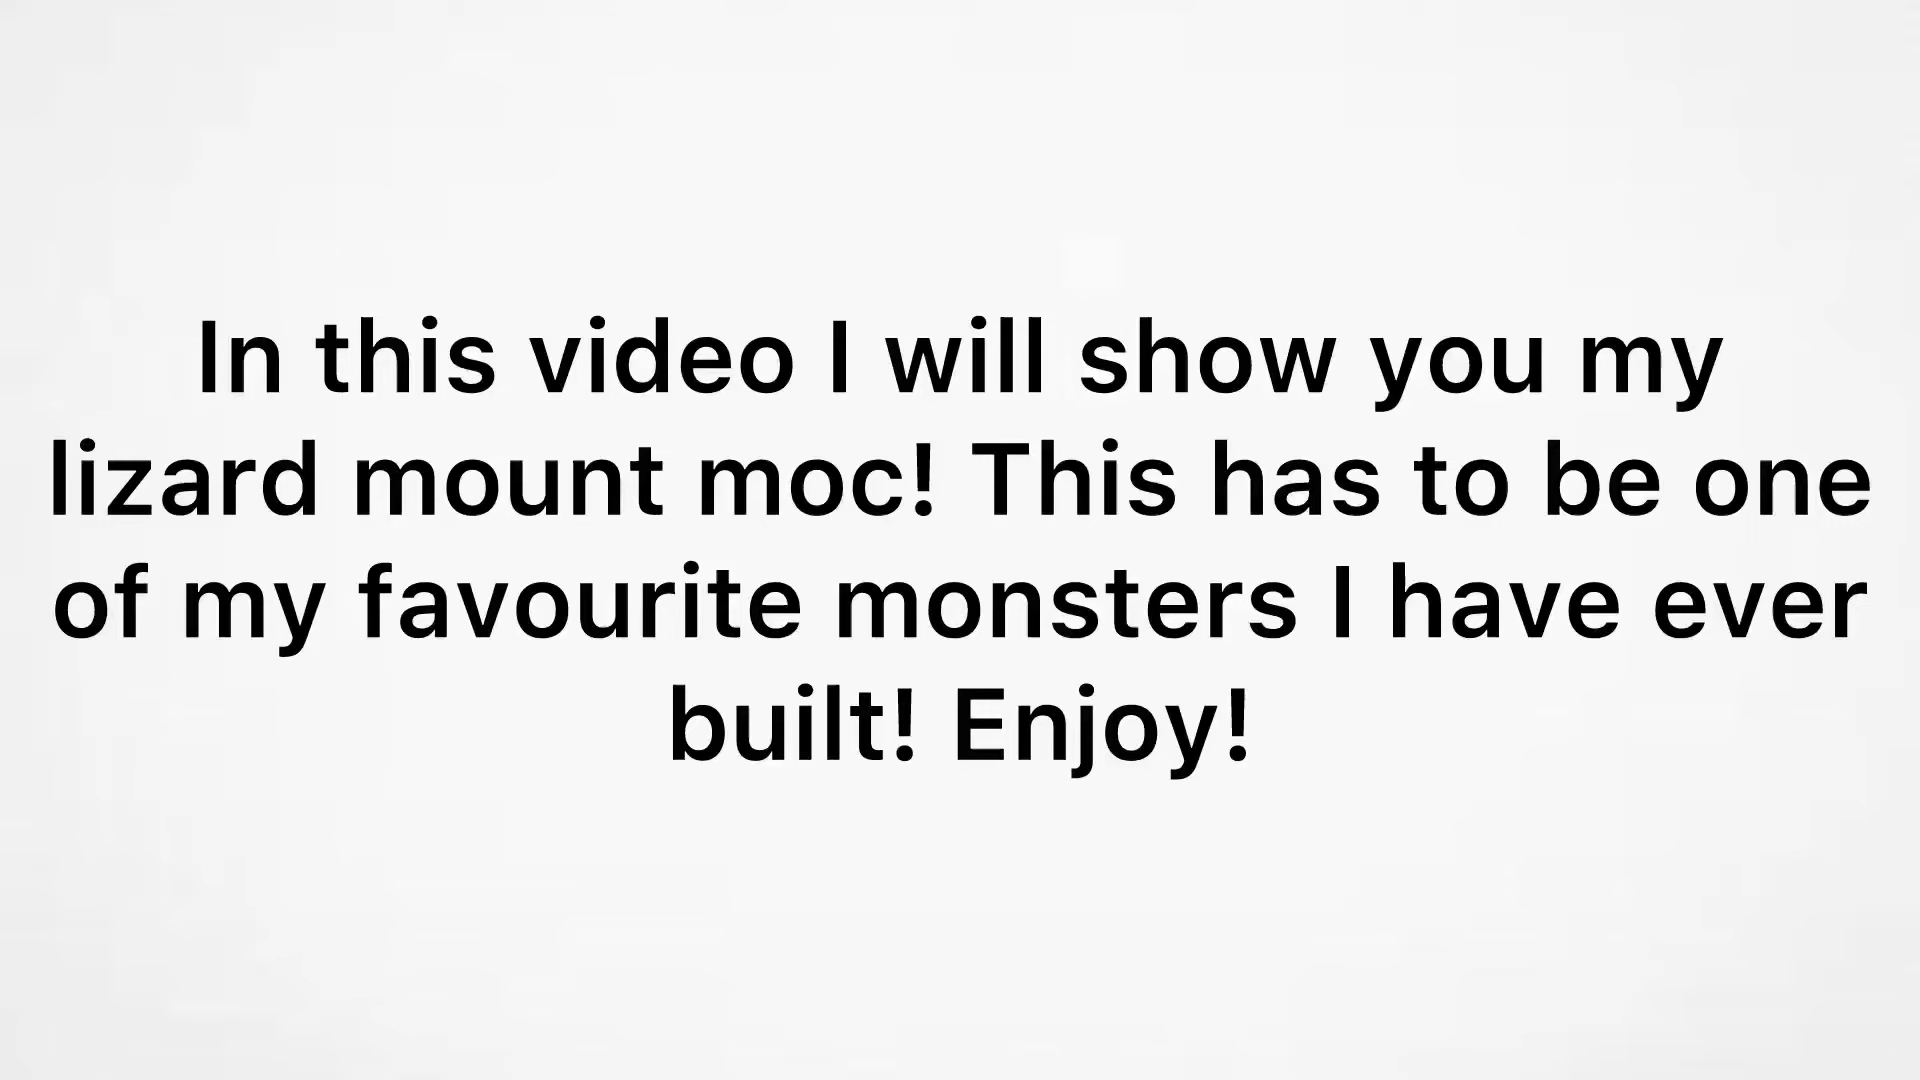 In this video I will show you my
lizard mount moc! This has to be one
of my favourite monsters I have ever
built! Enjoy!